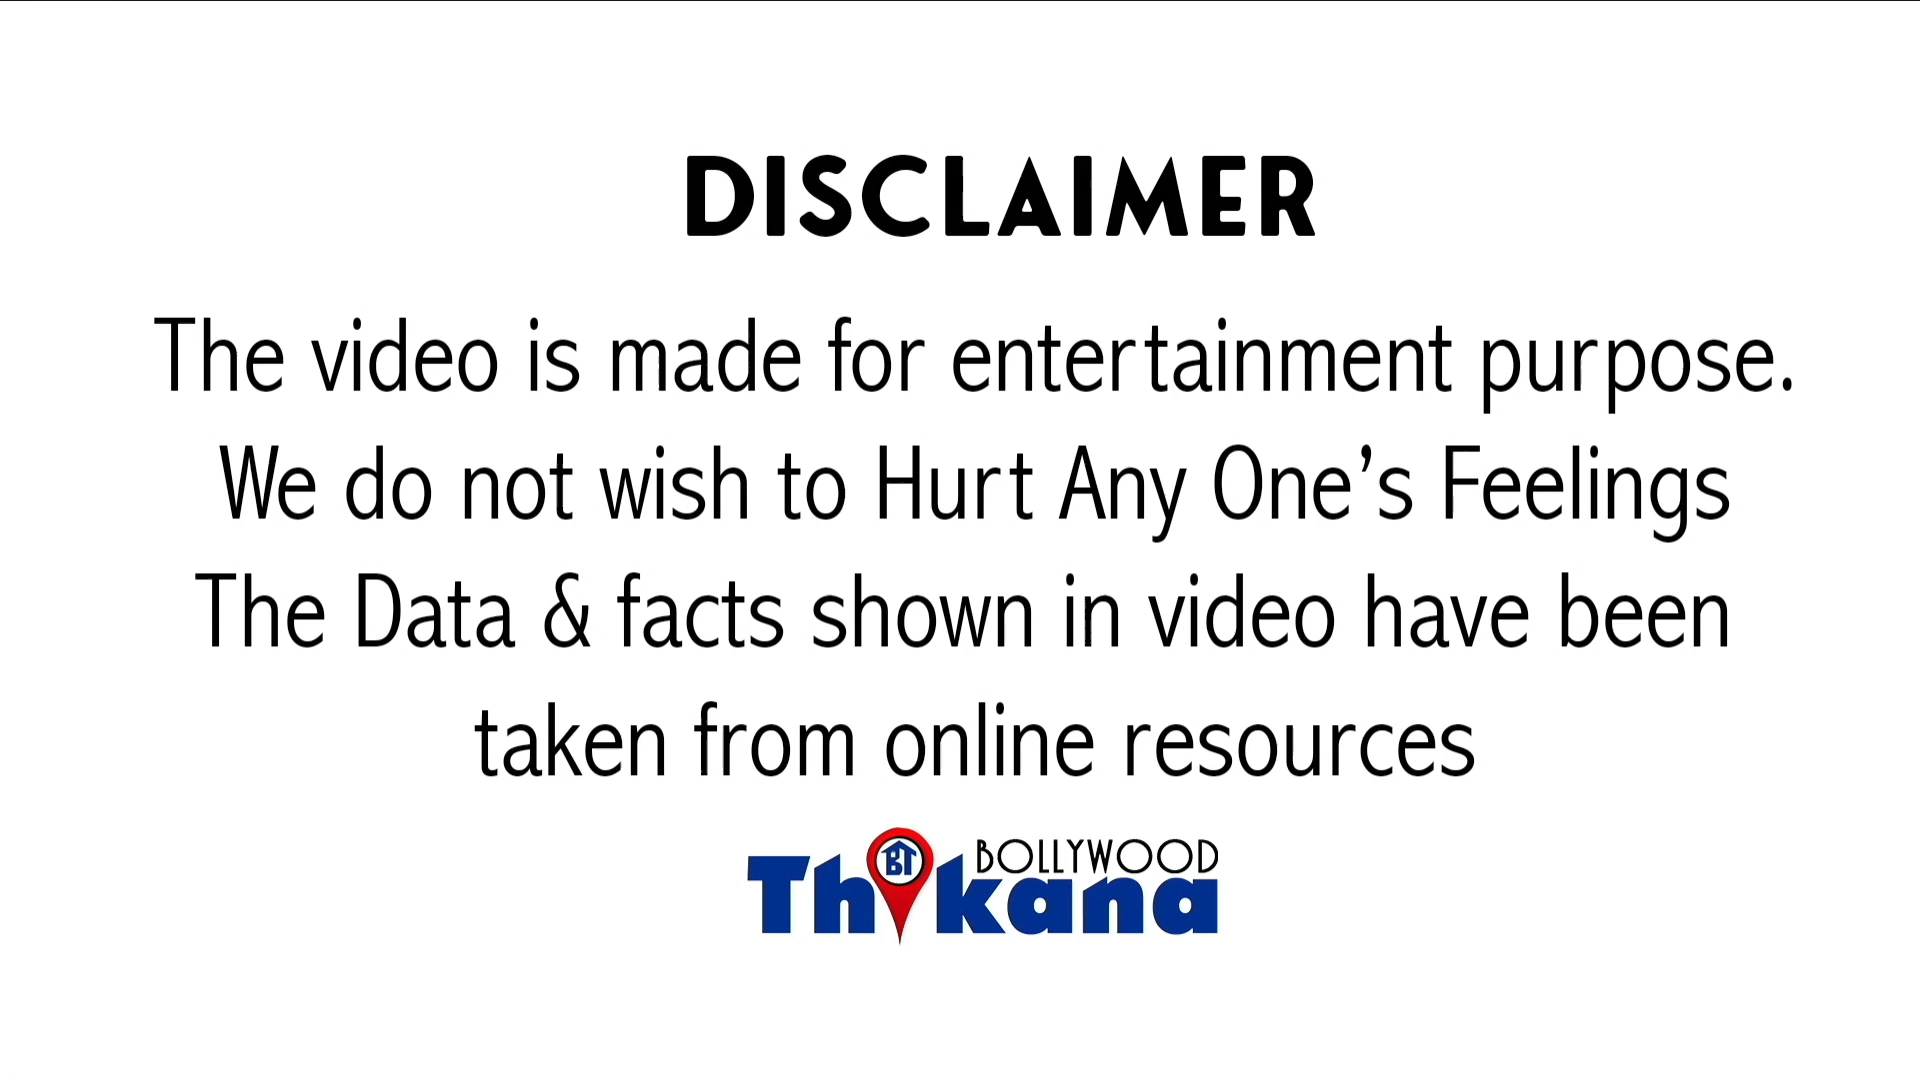 DISCLAIMER
The video is made for entertainment purpose.
We do not wish to Hurt Any One’s Feelings
The Data & facts shown in video have been
taken from online resources
BT
BOLLYWOOD
Thikana